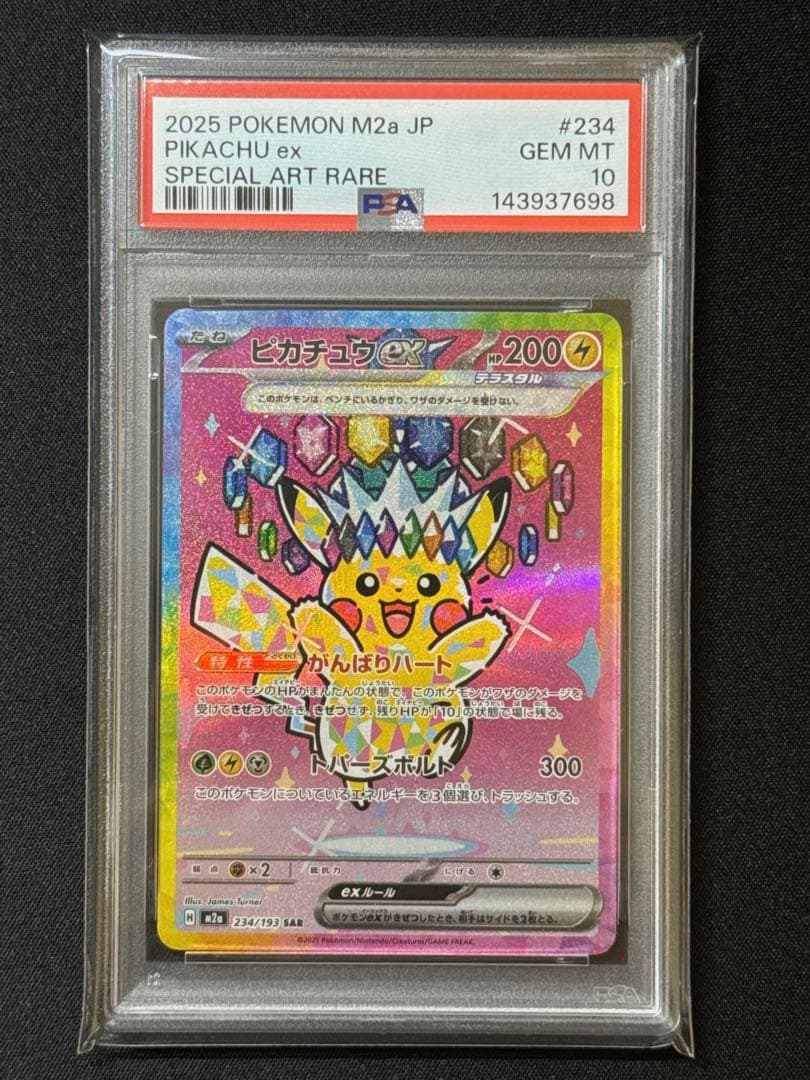 2025 POKEMON M2a JP #234
PIKACHU ex GEM MT
SPECIAL ART RARE 10
PSA 143937698
たね ピカチュウex HP200
テラスタル
このポケモンは、ベンチにいるかぎり、ワザのダメージを受けない。
特性 がんばりハート
このポケモンのHPがまんたんの状態で、このポケモンがワザのダメージを
受けてきぜつするとき、きぜつせず、残りHPが「10」の状態で場に残る。
トパーズボルト 300
このポケモンについているエネルギーを3個選び、トラッシュする。
弱点 ×2 抵抗力 にげる
Illus. James Turner
exルール
ポケモンexがきぜつしたとき、相手はサイドを2枚とる。
H m2a 234/193 SAR
©2025 Pokémon/Nintendo/Creatures/GAME FREAK.
PSA